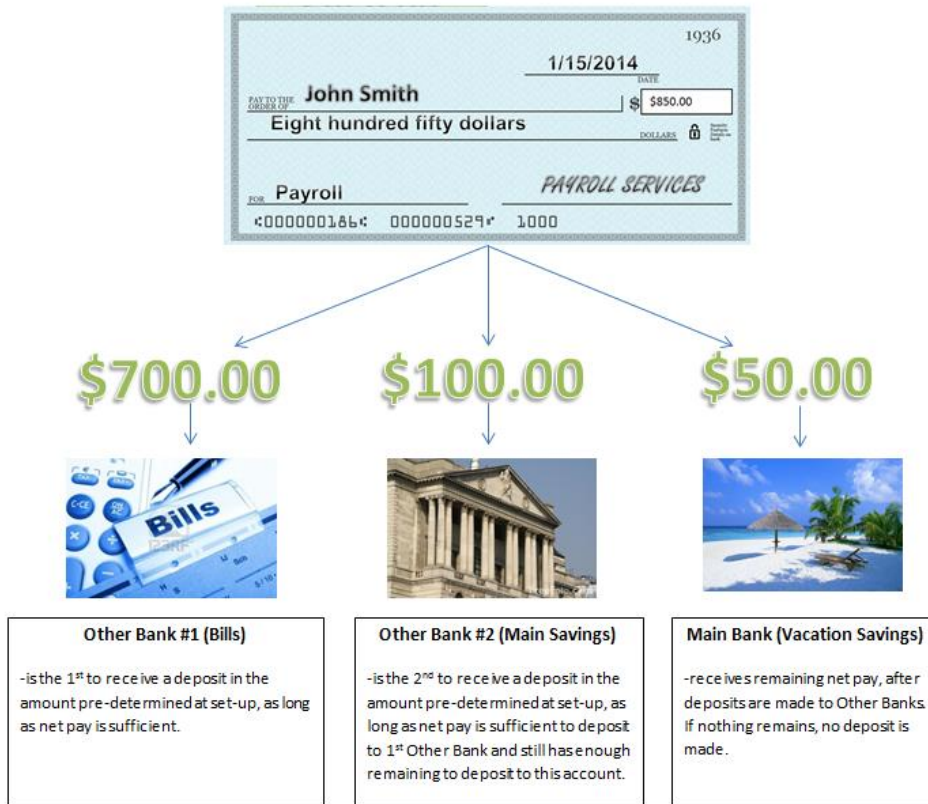 1936
1/15/2014
DATE
PAY TO THE
ORDER OF
John Smith
$ $850.00
Eight hundred fifty dollars
DOLLARS
FOR Payroll
PAYROLL SERVICES
⑆000000186⑆ 000000529⑈ 1000
$700.00
$100.00
$50.00
C-CE
Bills
123RF
Other Bank #1 (Bills)
-is the 1st to receive a deposit in the
amount pre-determined at set-up, as long
as net pay is sufficient.
Other Bank #2 (Main Savings)
-is the 2nd to receive a deposit in the
amount pre-determined at set-up, as
long as net pay is sufficient to deposit
to 1st Other Bank and still has enough
remaining to deposit to this account.
Main Bank (Vacation Savings)
-receives remaining net pay, after
deposits are made to Other Banks.
If nothing remains, no deposit is
made.